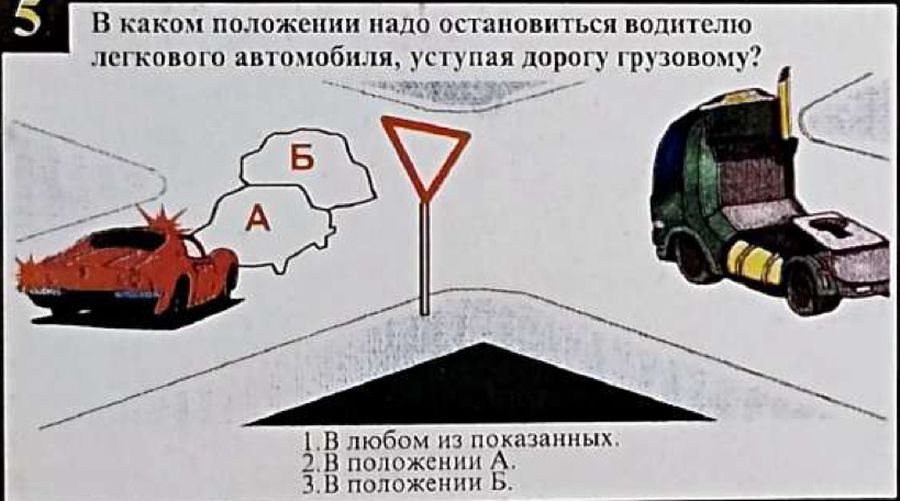 5
В каком положении надо остановиться водителю
легкового автомобиля, уступая дорогу грузовому?
Б
А
1.В любом из показанных.
2.В положении А.
3.В положении Б.